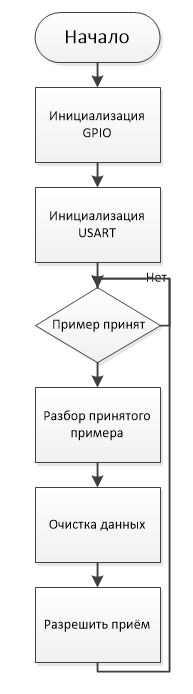 Начало
Инициализация
GPIO
Инициализация
USART
Нет
Пример принят
Разбор принятого
примера
Очистка данных
Разрешить приём